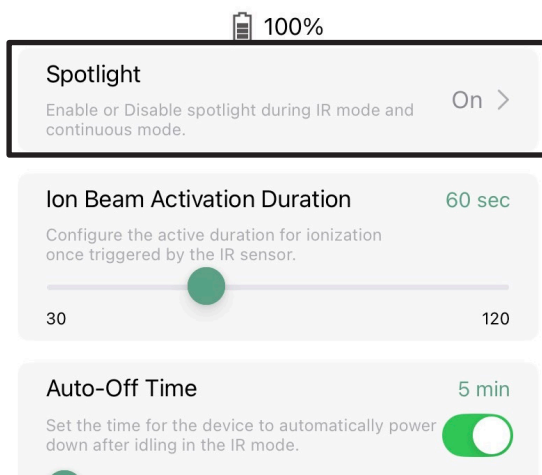 100%
Spotlight
Enable or Disable spotlight during IR mode and
On
continuous mode.
Ion Beam Activation Duration
60 sec
Configure the active duration for ionization
once triggered by the IR sensor.
30
120
Auto-Off Time
5 min
Set the time for the device to automatically power
down after idling in the IR mode.